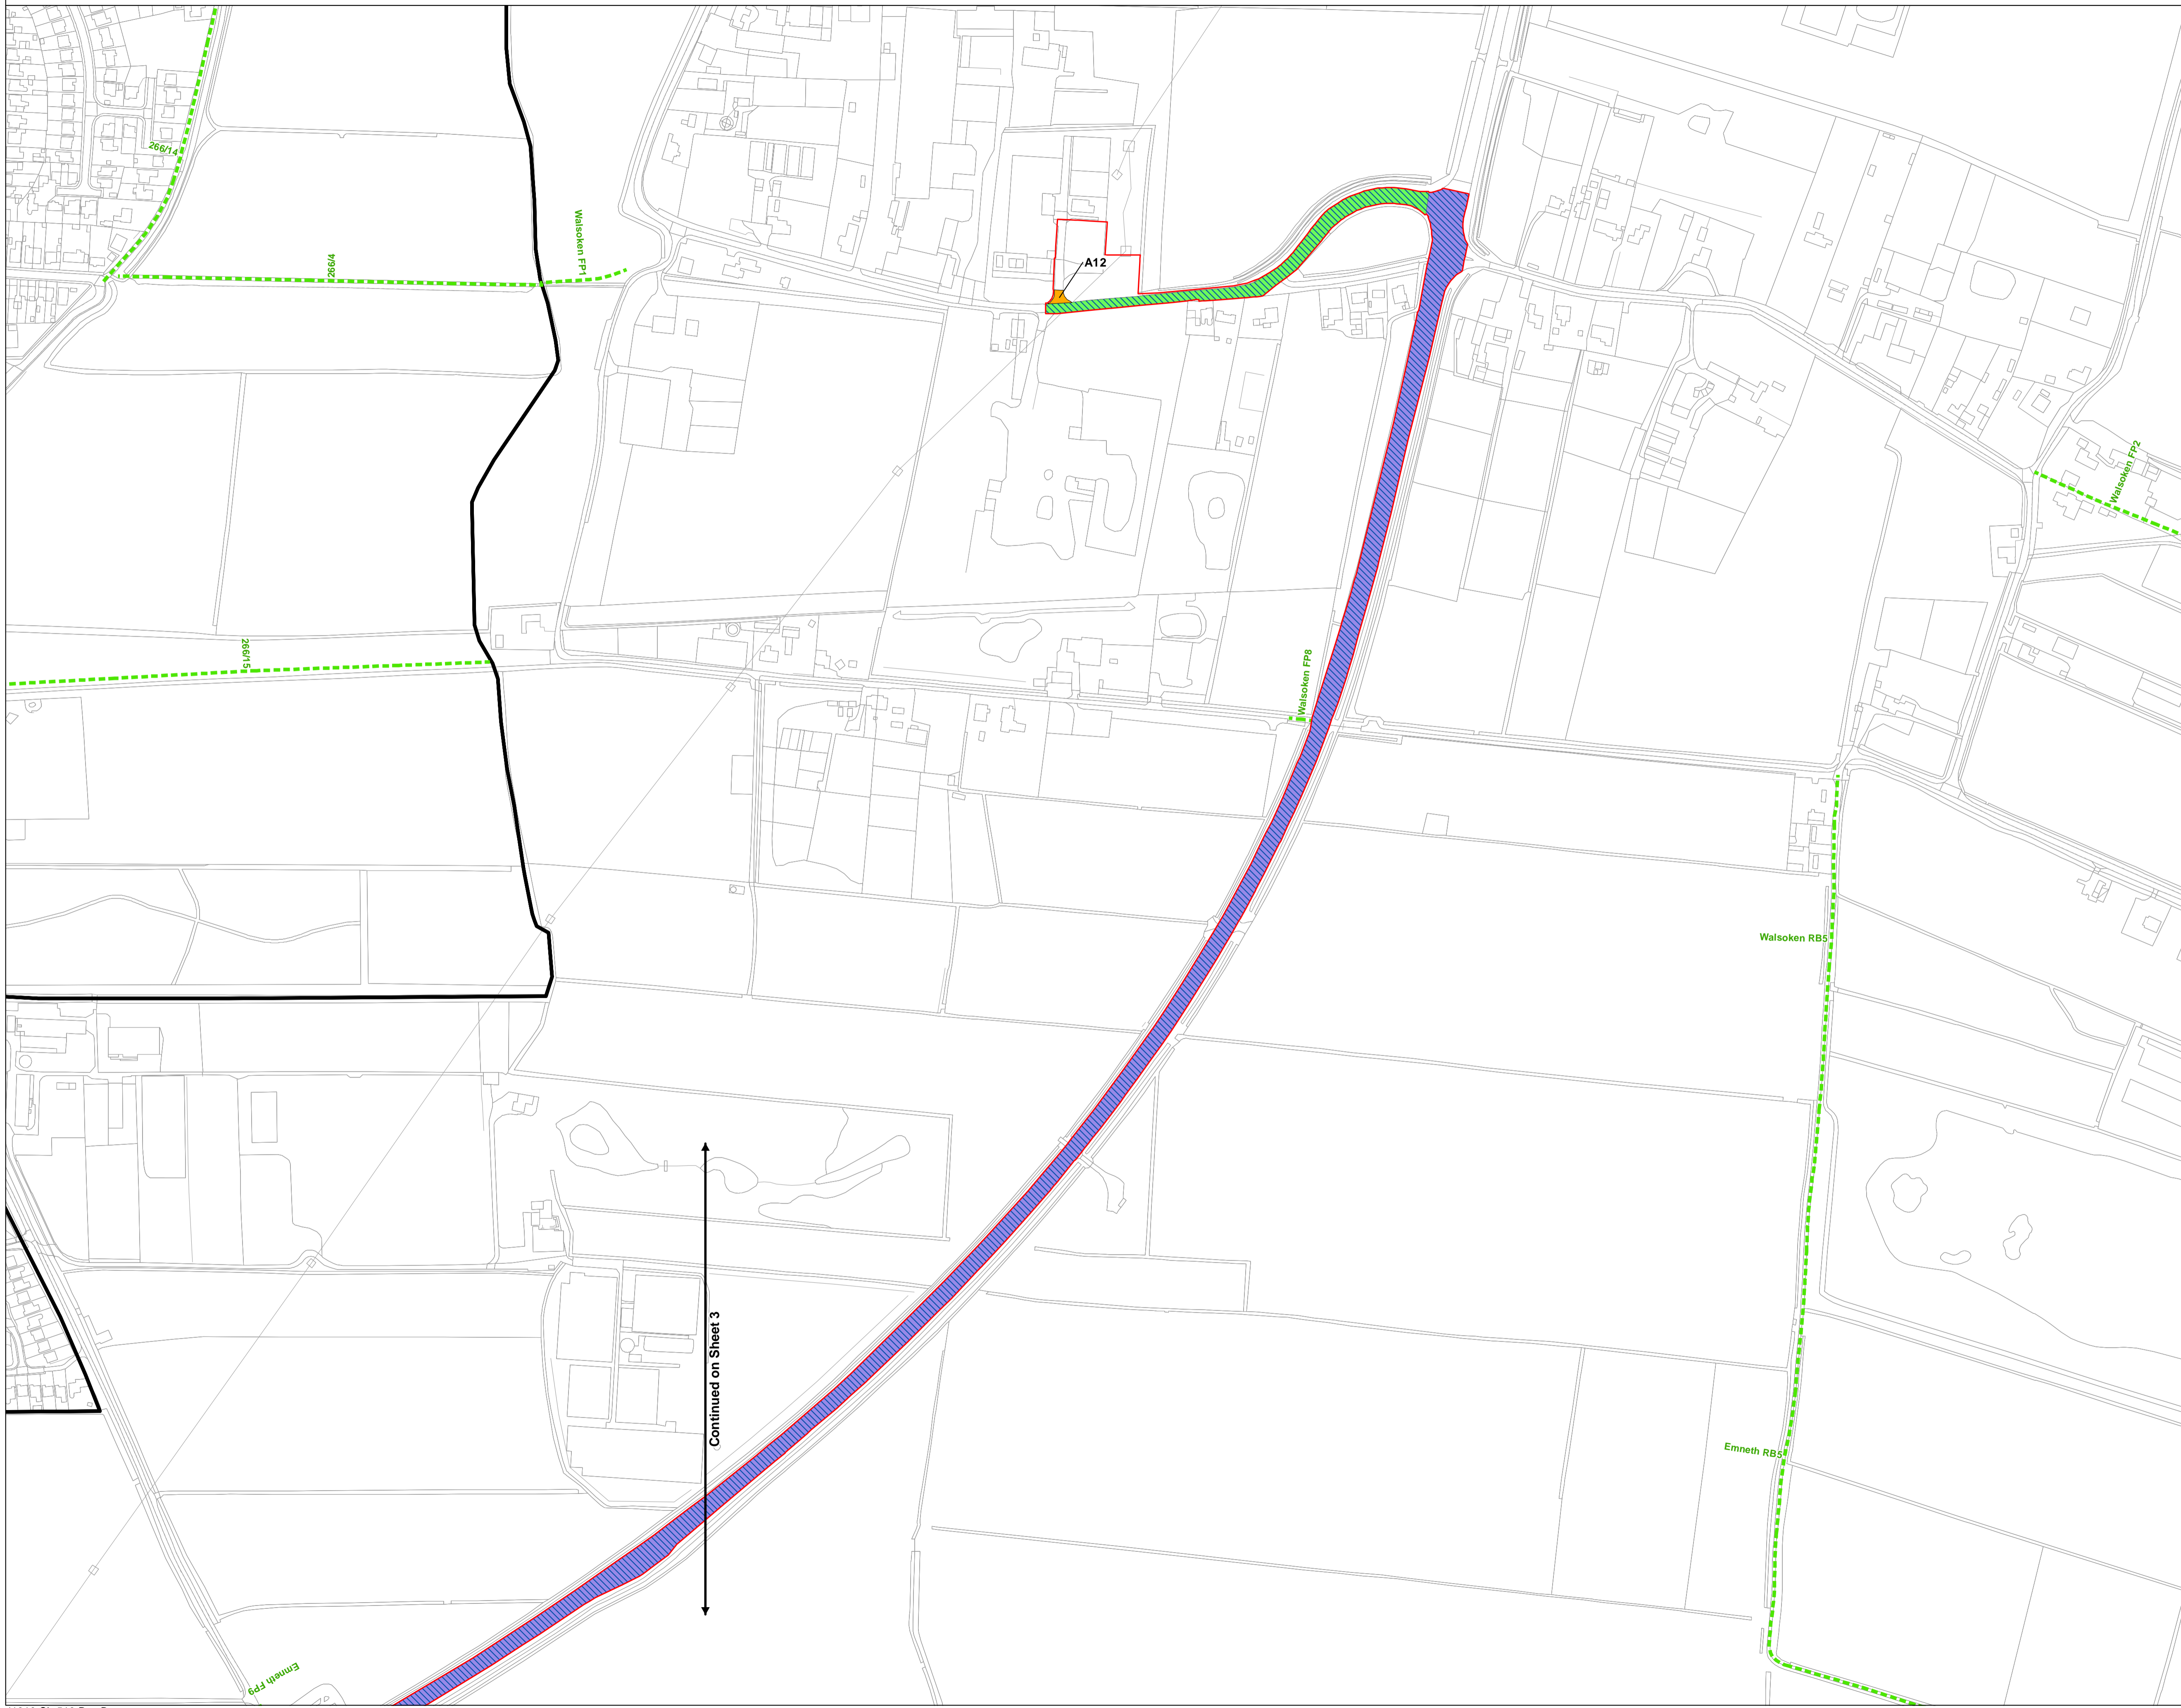 266/14
Walsoken FP1
266/4
A12
Walsoken FP2
266/15
Walsoken FP8
Walsoken RB5
Continued on Sheet 3
Emneth RB5
Emneth FP9